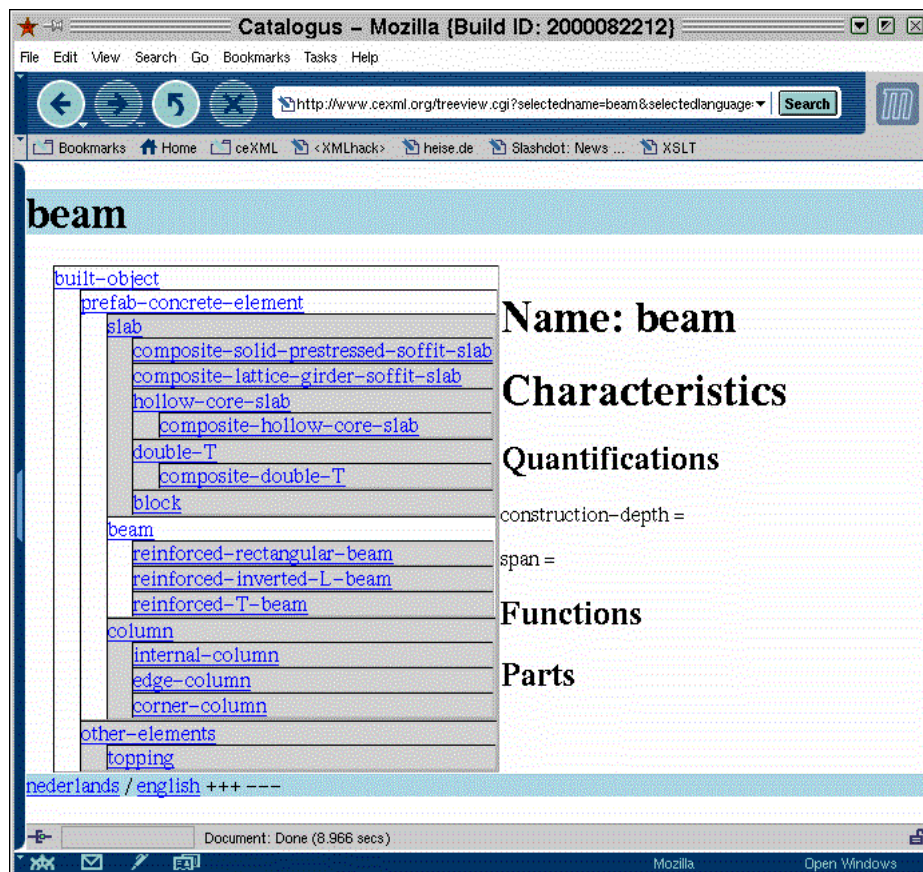 Catalogus – Mozilla {Build ID: 2000082212}
File Edit View Search Go Bookmarks Tasks Help
http://www.cexml.org/treeview.cgi?selectedname=beam&selectedlanguage: Search
Bookmarks Home ceXML <XMLhack> heise.de Slashdot: News ... XSLT
beam
built-object
prefab-concrete-element
slab
composite-solid-prestressed-soffit-slab
composite-lattice-girder-soffit-slab
hollow-core-slab
composite-hollow-core-slab
double-T
composite-double-T
block
beam
reinforced-rectangular-beam
reinforced-inverted-L-beam
reinforced-T-beam
column
internal-column
edge-column
corner-column
other-elements
topping
Name: beam
Characteristics
Quantifications
construction-depth =
span =
Functions
Parts
nederlands / english +++ ---
Document: Done (8.966 secs)
Mozilla Open Windows